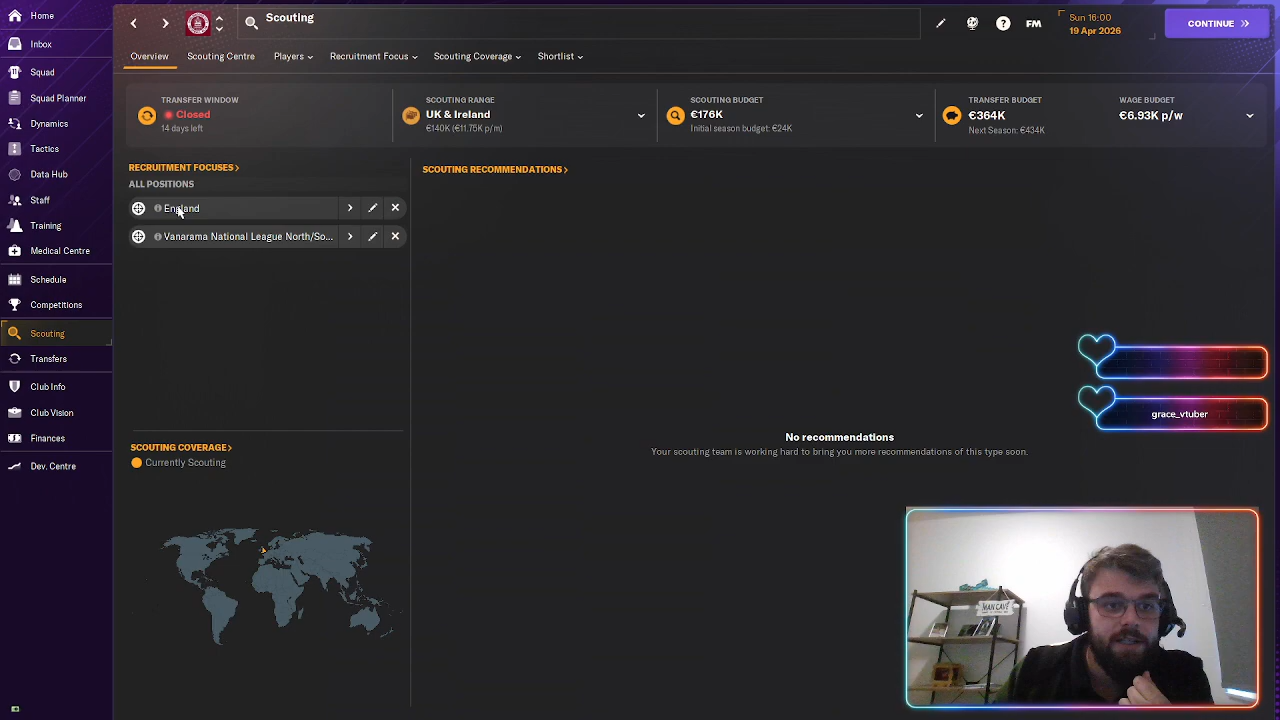 Home
Inbox
Squad
Squad Planner
Dynamics
Tactics
Data Hub
Staff
Training
Medical Centre
Schedule
Competitions
Scouting
Transfers
Club Info
Club Vision
Finances
Dev. Centre
Scouting
?
FM
Sun 16:00
19 Apr 2026
CONTINUE
Overview
Scouting Centre
Players
Recruitment Focus
Scouting Coverage
Shortlist
TRANSFER WINDOW
Closed
14 days left
SCOUTING RANGE
UK & Ireland
€140K (€11.75K p/m)
SCOUTING BUDGET
€176K
Initial season budget: €24K
TRANSFER BUDGET
€364K
Next Season: €434K
WAGE BUDGET
€6.93K p/w
RECRUITMENT FOCUSES
ALL POSITIONS
England
Vanarama National League North/So...
SCOUTING COVERAGE
Currently Scouting
SCOUTING RECOMMENDATIONS
No recommendations
Your scouting team is working hard to bring you more recommendations of this type soon.
grace_vtuber
MAN CAVE